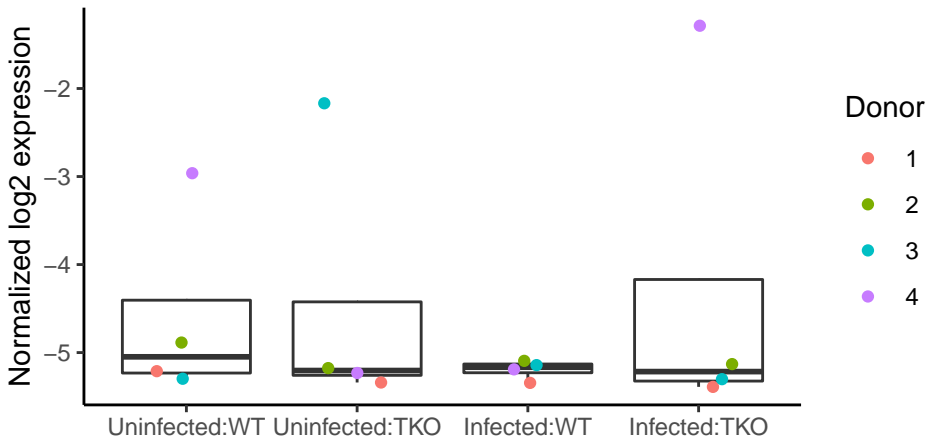 Normalized log2 expression
−2
−3
−4
−5
Uninfected:WT
Uninfected:TKO
Infected:WT
Infected:TKO
Donor
1
2
3
4